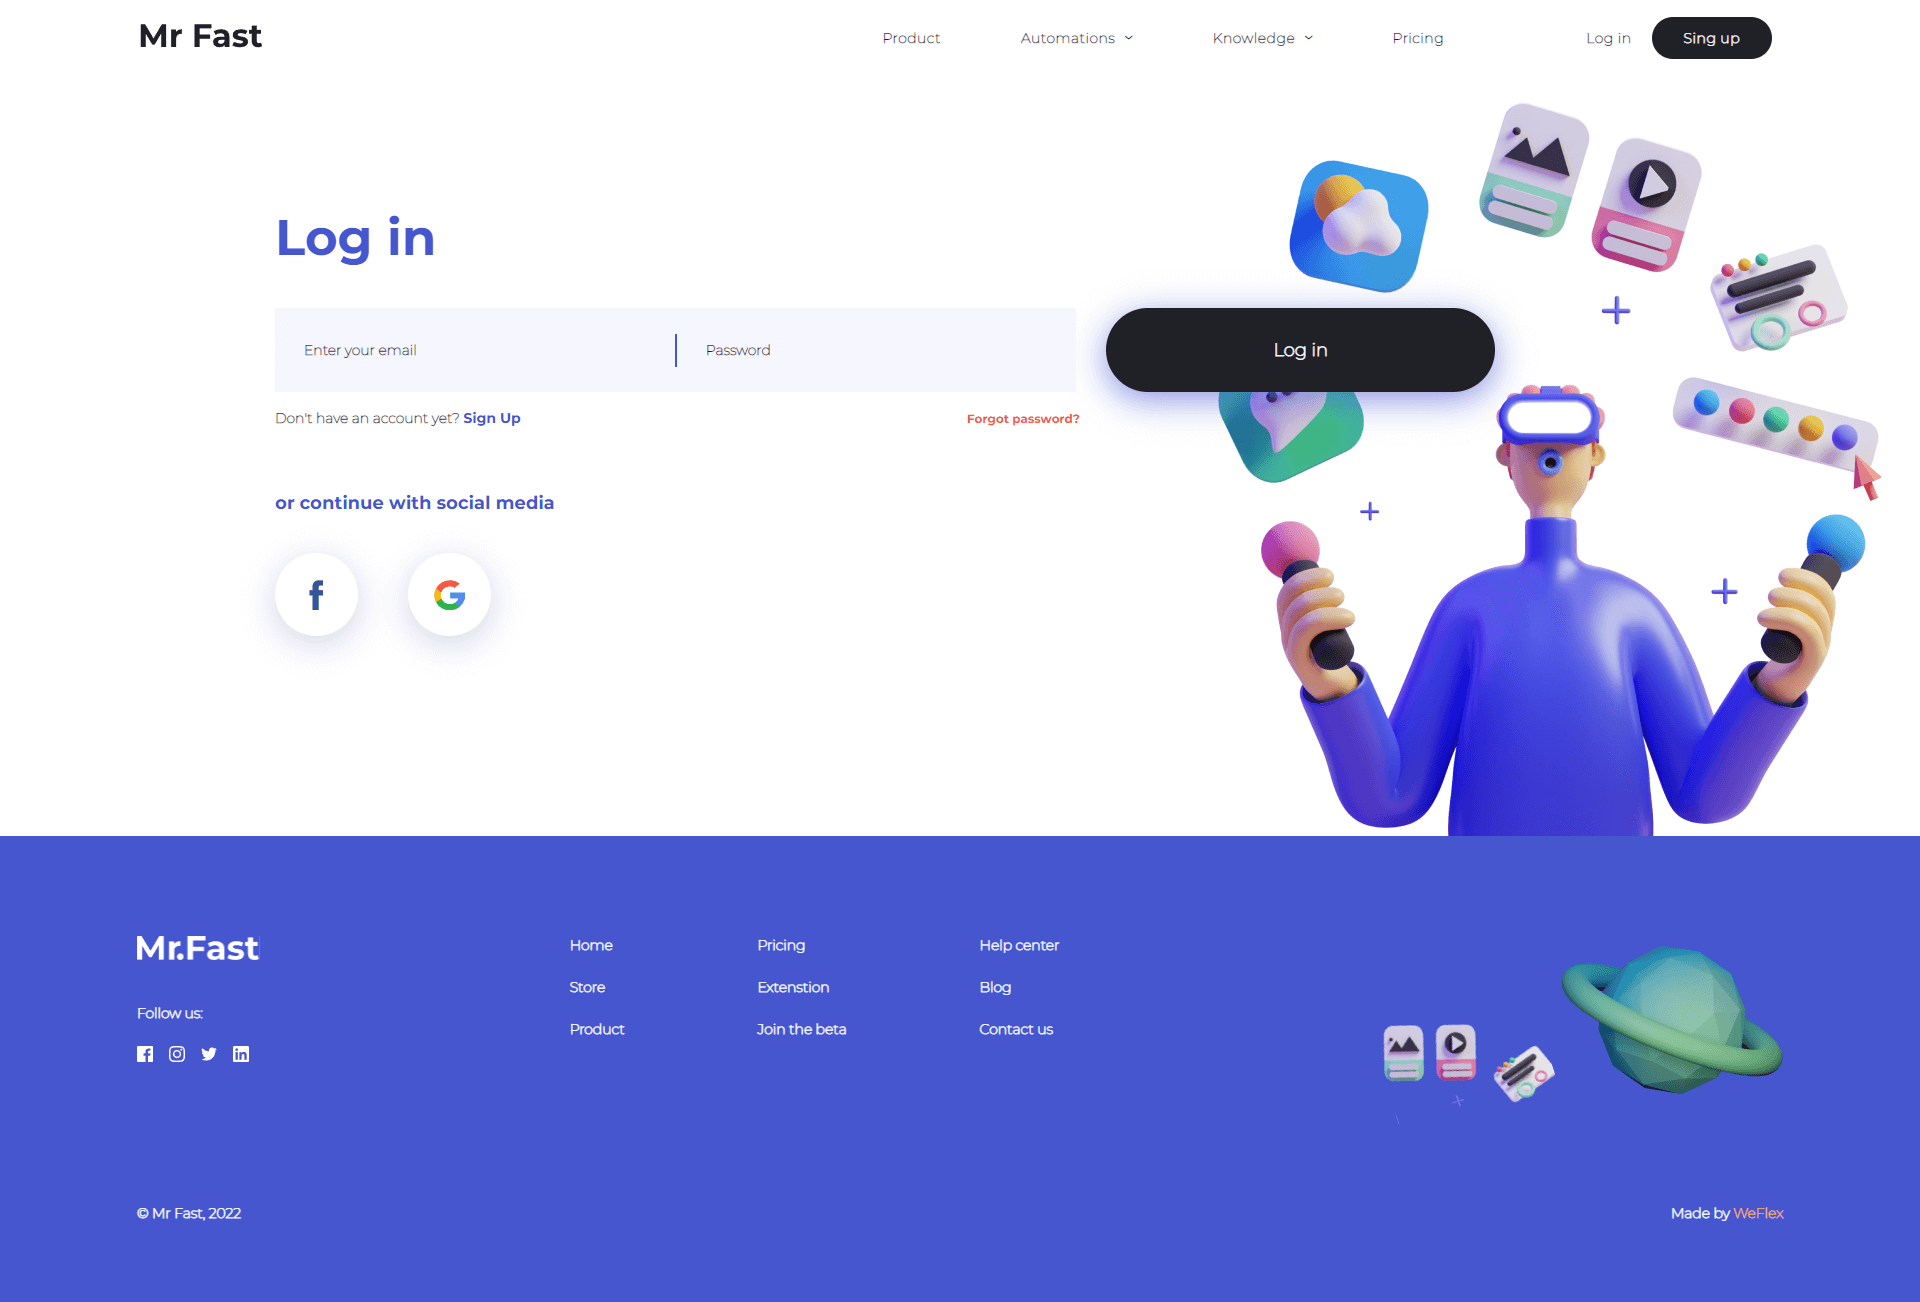 Mr Fast
Product
Automations
Knowledge
Pricing
Log in
Sing up
Log in
Enter your email
Password
Log in
Don't have an account yet? Sign Up
Forgot password?
or continue with social media
Mr.Fast
Follow us:
Home
Store
Product
Pricing
Extenstion
Join the beta
Help center
Blog
Contact us
© Mr Fast, 2022
Made by WeFlex